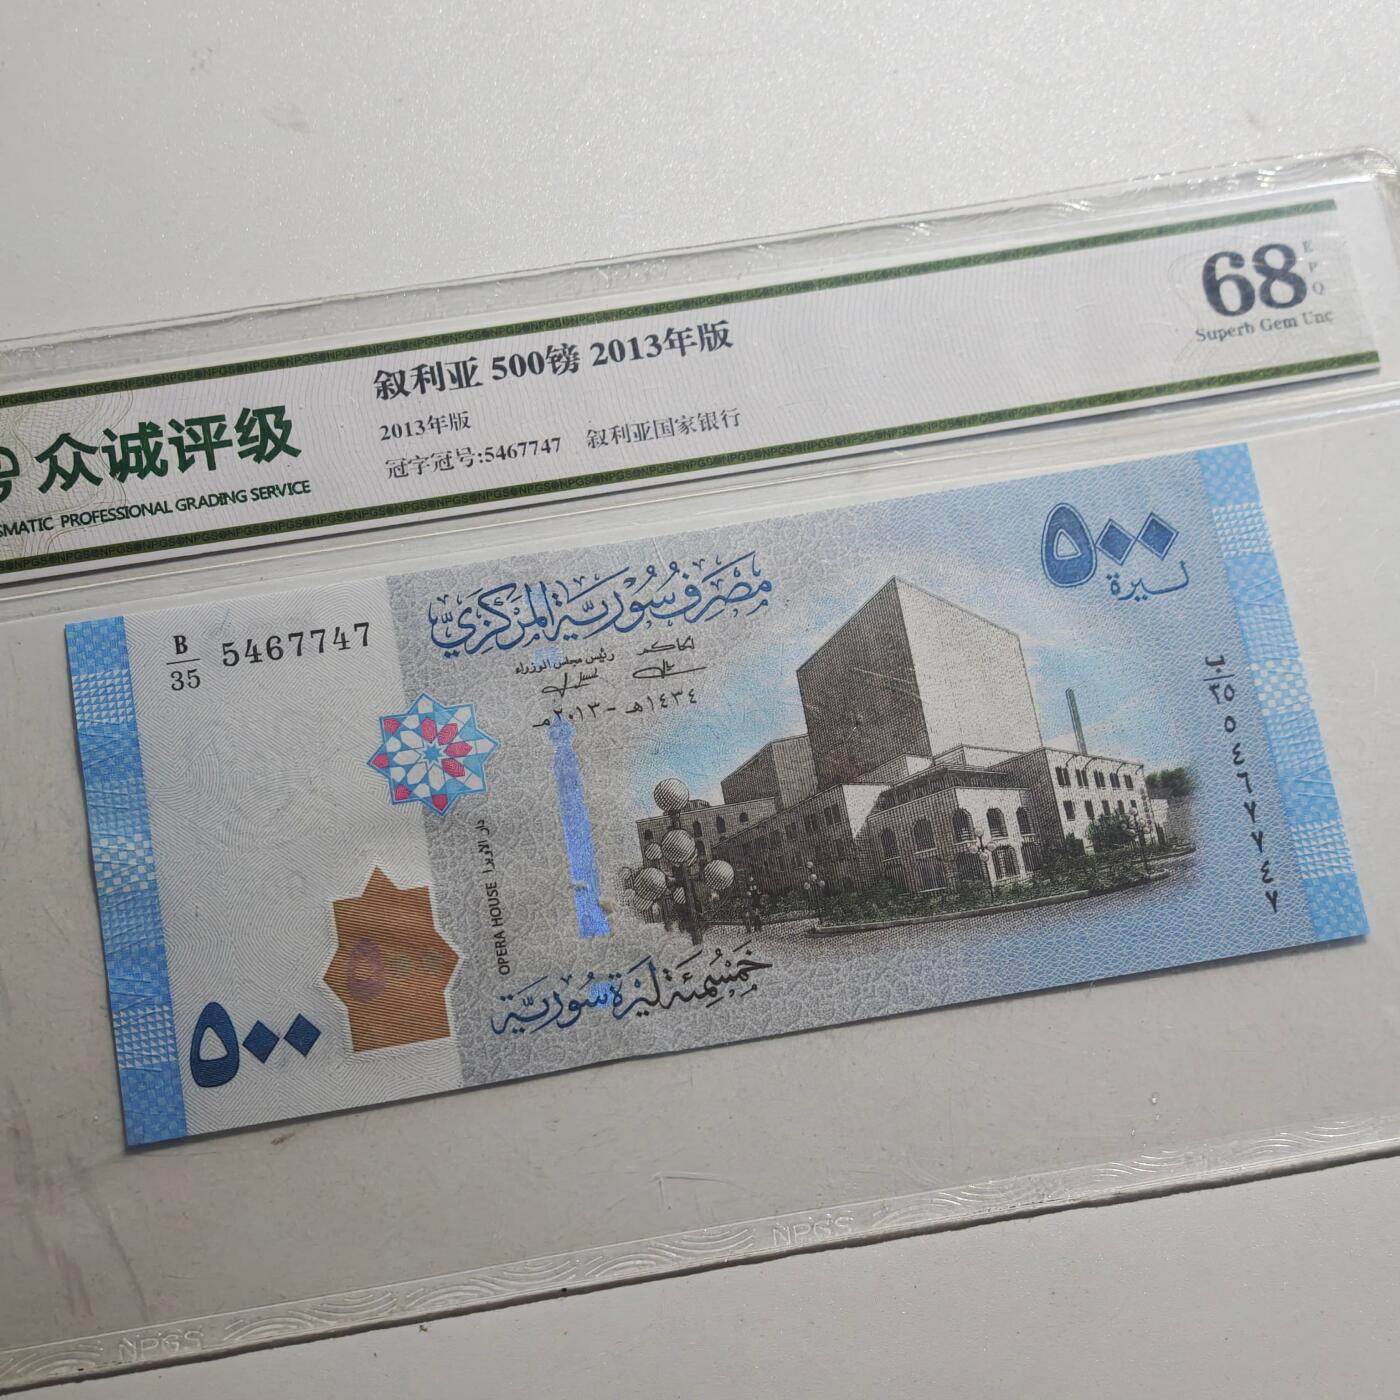 叙利亚 500镑 2013年版
2013年版
冠字冠号:5467747 叙利亚国家银行
68
EPQ
Superb Gem Unc
众诚评级
SMATIC PROFESSIONAL GRADING SERVICE
B
35
5467747
مصرف سورية المركزي
٥٠٠
ليرة
الحاكم
رئيس مجلس الوزراء
١٤٣٤هـ - ٢٠١٣مـ
ب
٣٥
٥٤٦٧٧٤٧
OPERA HOUSE دار الأوبرا
٥٠٠
٥٠٠
خمسمئة ليرة سورية
NPGS
NPGS